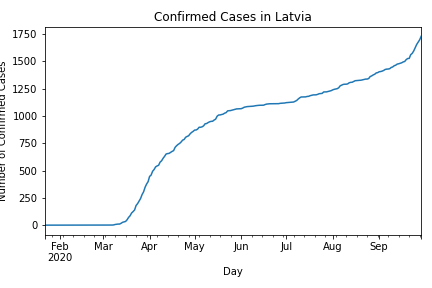 Confirmed Cases in Latvia
1750
1500
1250
1000
750
500
250
0
Number of Confirmed Cases
Feb Mar Apr May Jun Jul Aug Sep
2020
Day